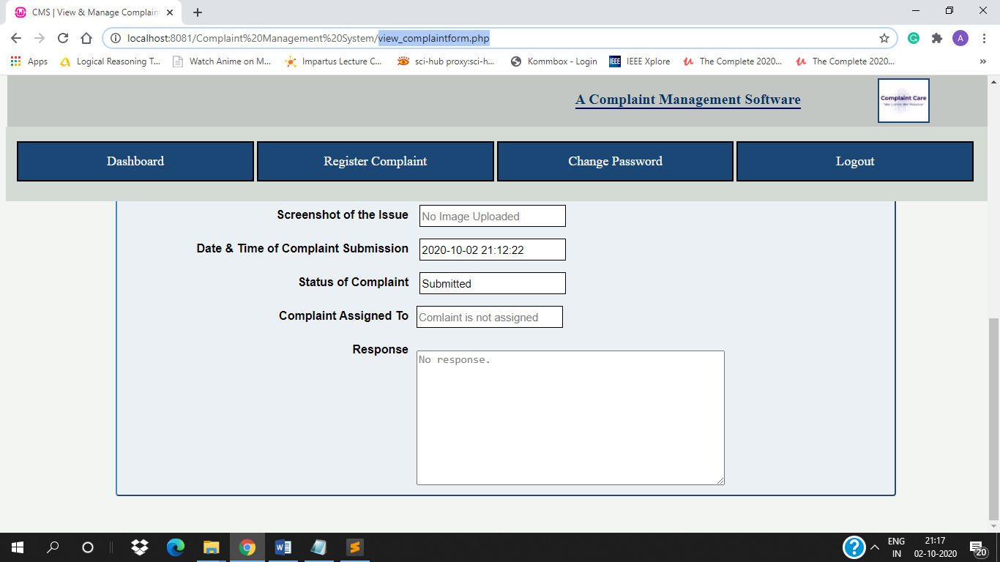 CMS | View & Manage Complain
localhost:8081/Complaint%20Management%20System/view_complaintform.php
A
Apps Logical Reasoning T... Watch Anime on M... Impartus Lecture C... sci-hub proxy:sci-h... Kommbox - Login IEEE IEEE Xplore The Complete 2020... The Complete 2020... »
A Complaint Management Software
Complaint Care
Dashboard Register Complaint Change Password Logout
Screenshot of the Issue No Image Uploaded
Date & Time of Complaint Submission 2020-10-02 21:12:22
Status of Complaint Submitted
Complaint Assigned To Comlaint is not assigned
Response No response.
ENG 21:17
IN 02-10-2020 20